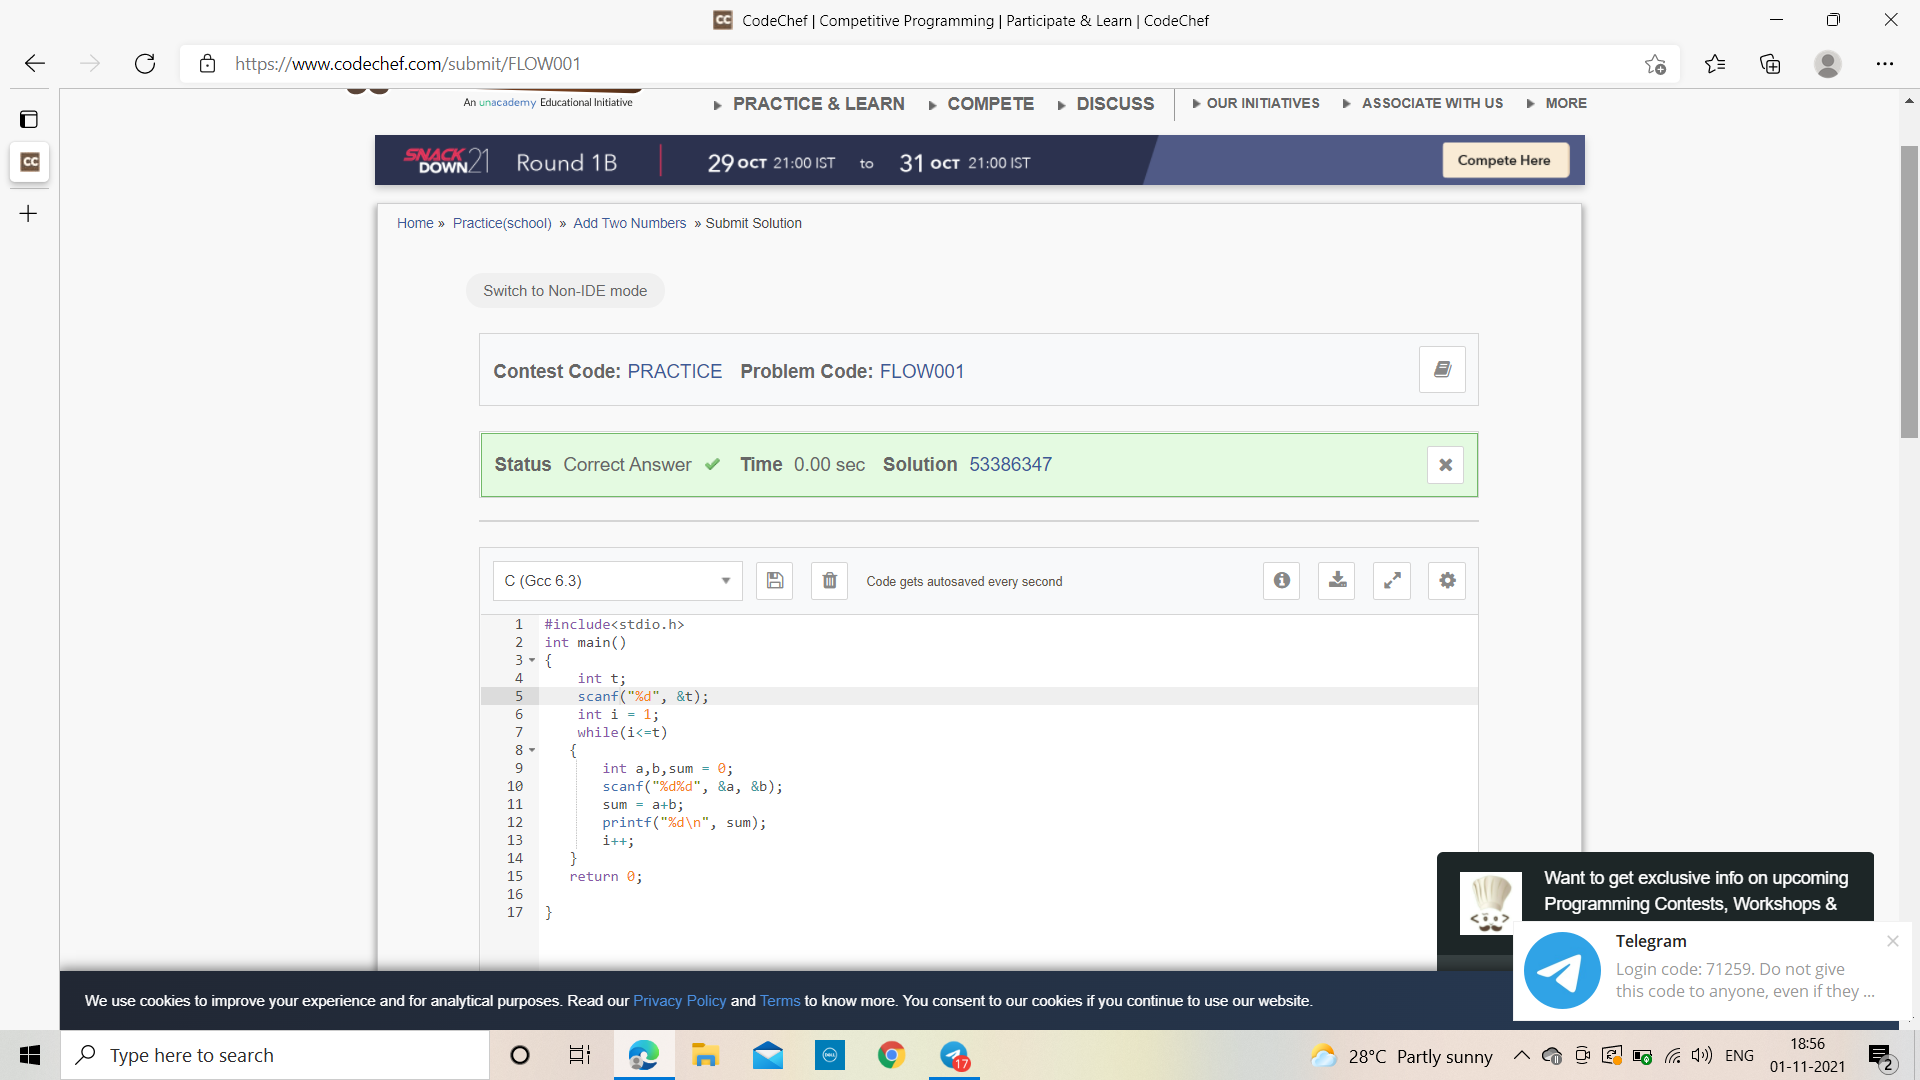 CC CodeChef | Competitive Programming | Participate & Learn | CodeChef
https://www.codechef.com/submit/FLOW001
An unacademy Educational Initiative
PRACTICE & LEARN COMPETE DISCUSS OUR INITIATIVES ASSOCIATE WITH US MORE
CC
SNACK DOWN 21 Round 1B 29 OCT 21:00 IST to 31 OCT 21:00 IST Compete Here
Home » Practice(school) » Add Two Numbers » Submit Solution
Switch to Non-IDE mode
Contest Code: PRACTICE Problem Code: FLOW001
Status Correct Answer ✔ Time 0.00 sec Solution 53386347
C (Gcc 6.3) Code gets autosaved every second
1 #include<stdio.h>
2 int main()
3 {
4 int t;
5 scanf("%d", &t);
6 int i = 1;
7 while(i<=t)
8 {
9 int a,b,sum = 0;
10 scanf("%d%d", &a, &b);
11 sum = a+b;
12 printf("%d\n", sum);
13 i++;
14 }
15 return 0;
16
17 }
Want to get exclusive info on upcoming
Programming Contests, Workshops &
Telegram
Login code: 71259. Do not give
this code to anyone, even if they ...
We use cookies to improve your experience and for analytical purposes. Read our Privacy Policy and Terms to know more. You consent to our cookies if you continue to use our website.
Type here to search
DELL
17
28°C Partly sunny
ENG
18:56
01-11-2021
2